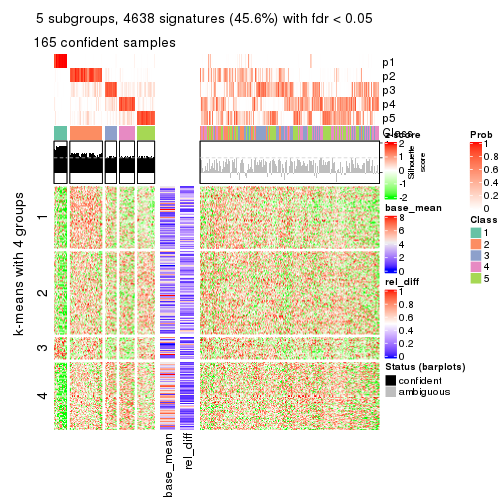 5 subgroups, 4638 signatures (45.6%) with fdr < 0.05
165 confident samples
p1
p2
p3
p4
p5
Class
z-score
2
1
0
-1
-2
Silhouette
score
Prob
1
0.8
0.6
0.4
0.2
0
Class
1
2
3
4
5
base_mean
8
6
4
2
0
rel_diff
1
0.8
0.6
0.4
0.2
0
Status (barplots)
confident
ambiguous
k-means with 4 groups
1
2
3
4
base_mean
rel_diff